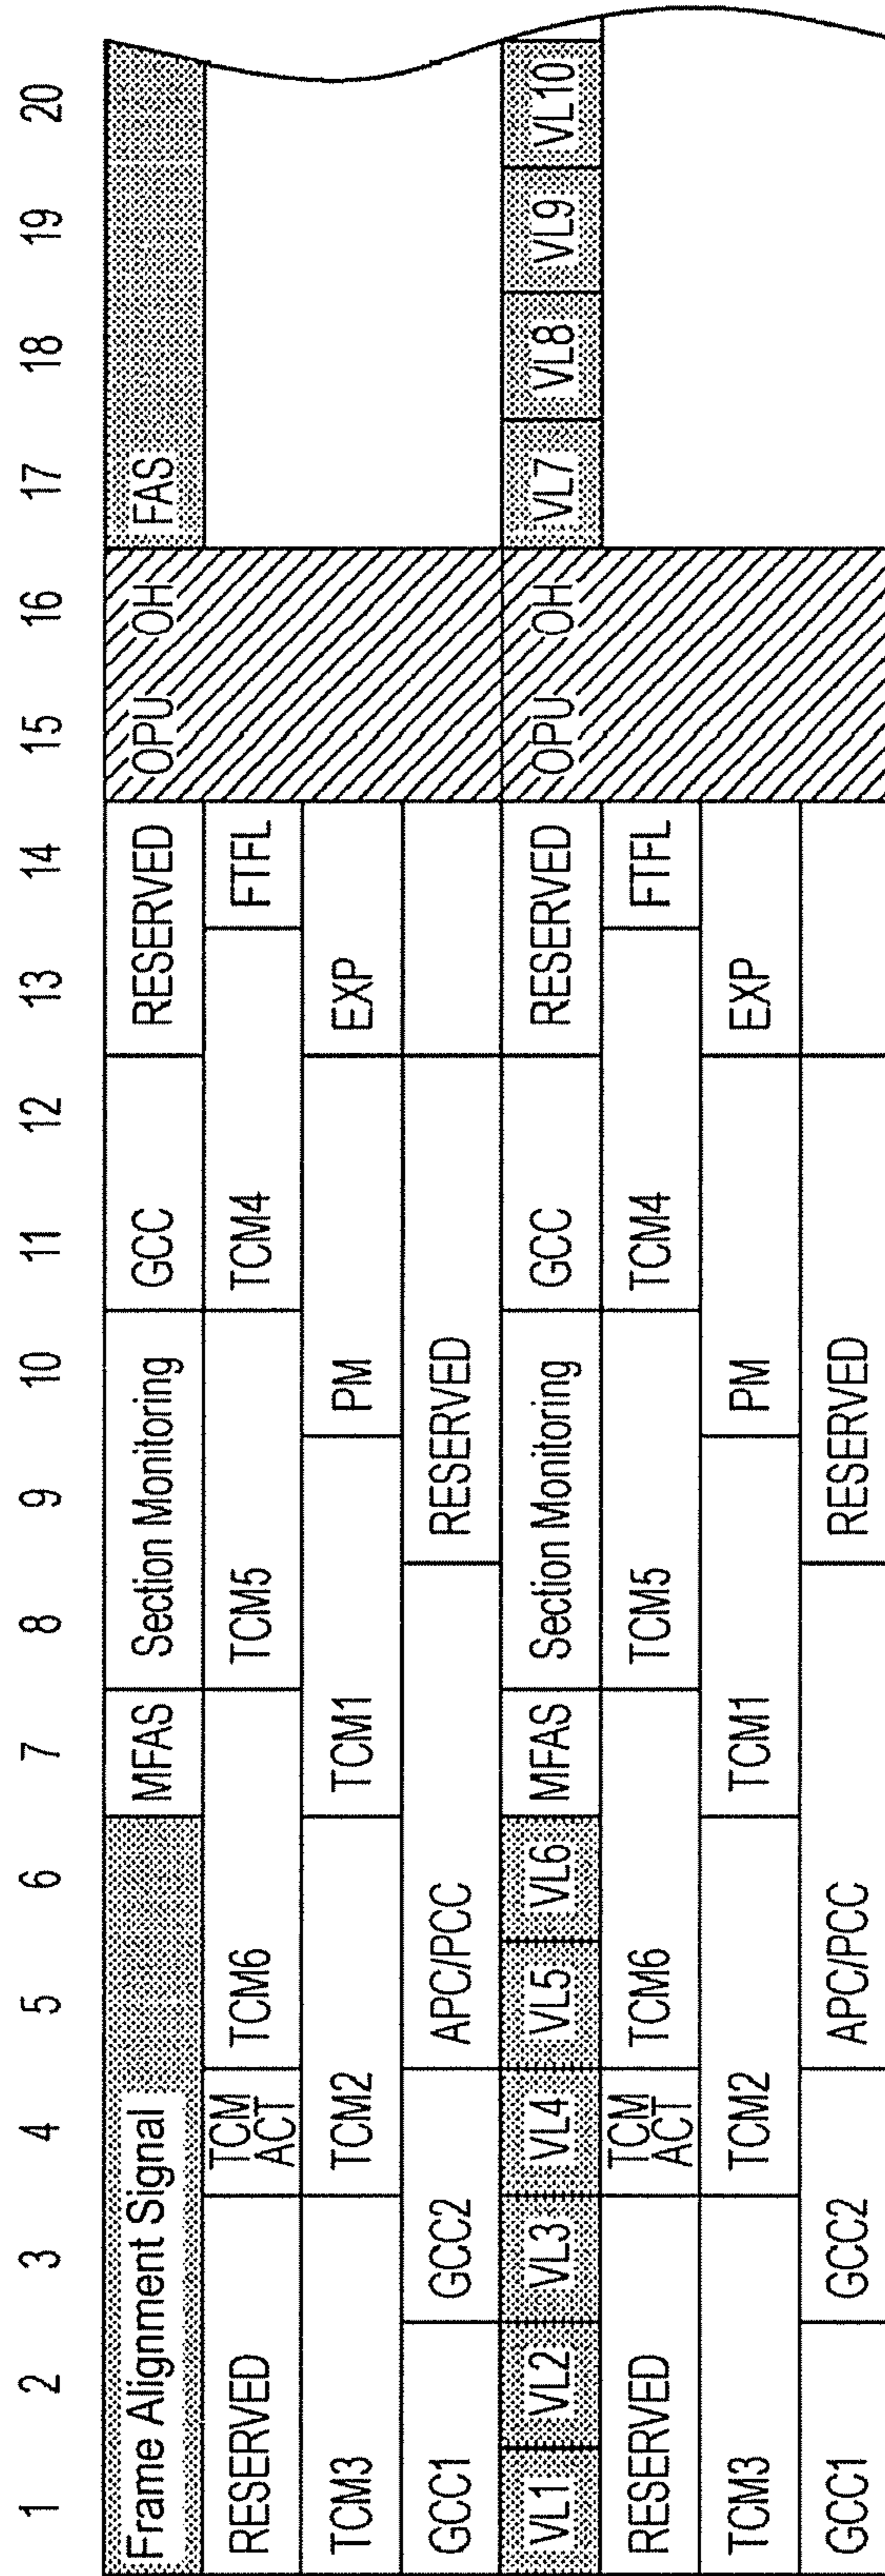 1 2 3 4 5 6 7 8 9 10 11 12 13 14 15 16 17 18 19 20
Frame Alignment Signal MFAS Section Monitoring GCC RESERVED OPU OH FAS
RESERVED TCM ACT TCM6 TCM5 TCM4 FTFL
TCM3 TCM2 TCM1 PM EXP
GCC1 GCC2 APC/PCC RESERVED
VL1 VL2 VL3 VL4 VL5 VL6 MFAS Section Monitoring GCC RESERVED OPU OH VL7 VL8 VL9 VL10
RESERVED TCM ACT TCM6 TCM5 TCM4 FTFL
TCM3 TCM2 TCM1 PM EXP
GCC1 GCC2 APC/PCC RESERVED